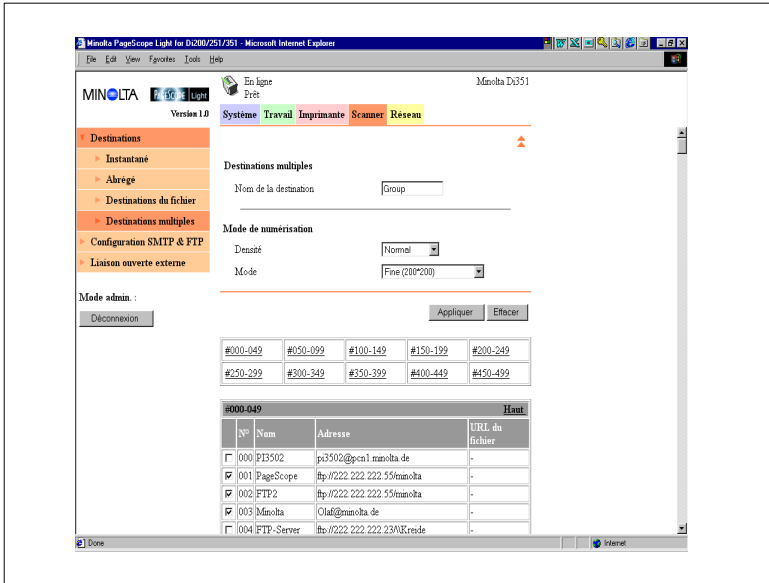 Minolta PageScope Light for Di200/251/351 - Microsoft Internet Explorer
File Edit View Favorites Tools Help
MINOLTA PAGESCOPE Light
Version 1.0
En ligne
Prêt
Minolta Di351
Système Travail Imprimante Scanner Réseau
Destinations
Instantané
Abrégé
Destinations du fichier
Destinations multiples
Configuration SMTP & FTP
Liaison ouverte externe
Mode admin. :
Déconnexion
Destinations multiples
Nom de la destination Group
Mode de numérisation
Densité Normal
Mode Fine (200*200)
Appliquer Effacer
#000-049 #050-099 #100-149 #150-199 #200-249
#250-299 #300-349 #350-399 #400-449 #450-499
#000-049 Haut
N° Nom Adresse URL du fichier
000 PI3502 pi3502@pcn1.minolta.de -
001 PageScope ftp://222.222.222.55/minolta -
002 FTP2 ftp://222.222.222.55/minolta -
003 Minolta Olaf@minolta.de -
004 FTP-Server ftp://222.222.222.23/\\Kreide -
Done Internet